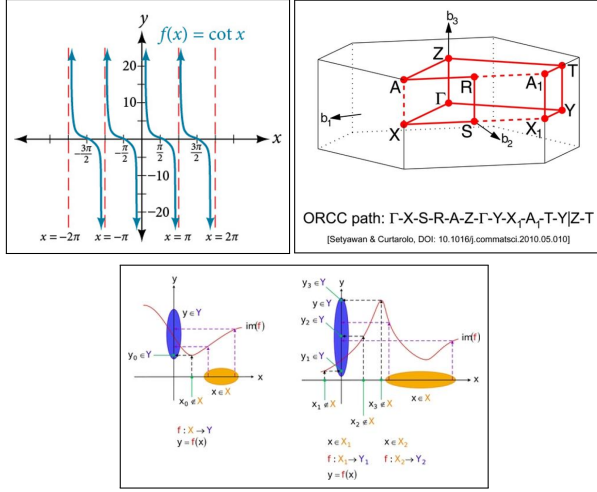 y
f(x) = cot x
20
10
x
−3π/2
−π/2
π/2
3π/2
−10
−20
x = −2π x = −π x = π x = 2π
b₃
Z
T
A
R
A₁
Γ
Y
b₁
X
S
X₁
b₂
ORCC path: Γ-X-S-R-A-Z-Γ-Y-X₁-A₁-T-Y|Z-T
[Setyawan & Curtarolo, DOI: 10.1016/j.commatsci.2010.05.010]
y
y∈Y
im(f)
y₀∈Y
x
x₀∉X
x∈X
f : X → Y
y = f(x)
y
y₃∈Y
y∈Y
y₂∈Y
im(f)
y₁∈Y
x
x₁∉X
x₃∉X
x∈X
x₂∉X
x∈X₁ x∈X₂
f : X₁→Y₁ f : X₂→Y₂
y = f(x)